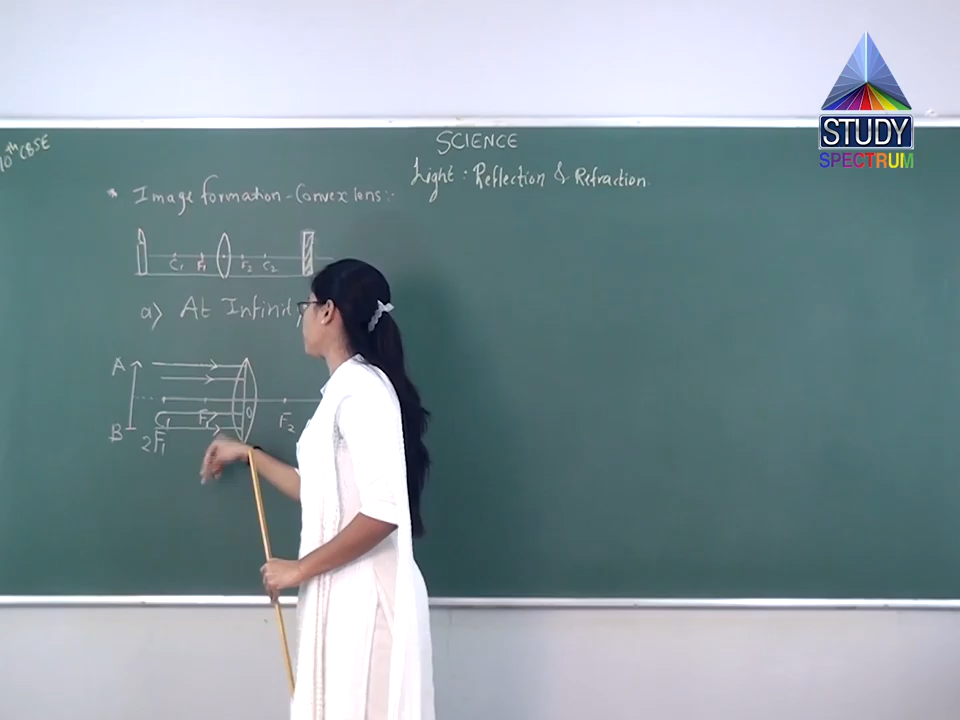 STUDY
SPECTRUM
10th CBSE
SCIENCE
Light : Reflection & Refraction.
* Image formation - Convex lens :-
C1 F1 F2 C2
a) At
A
C1 F1 O F2
B
2F1